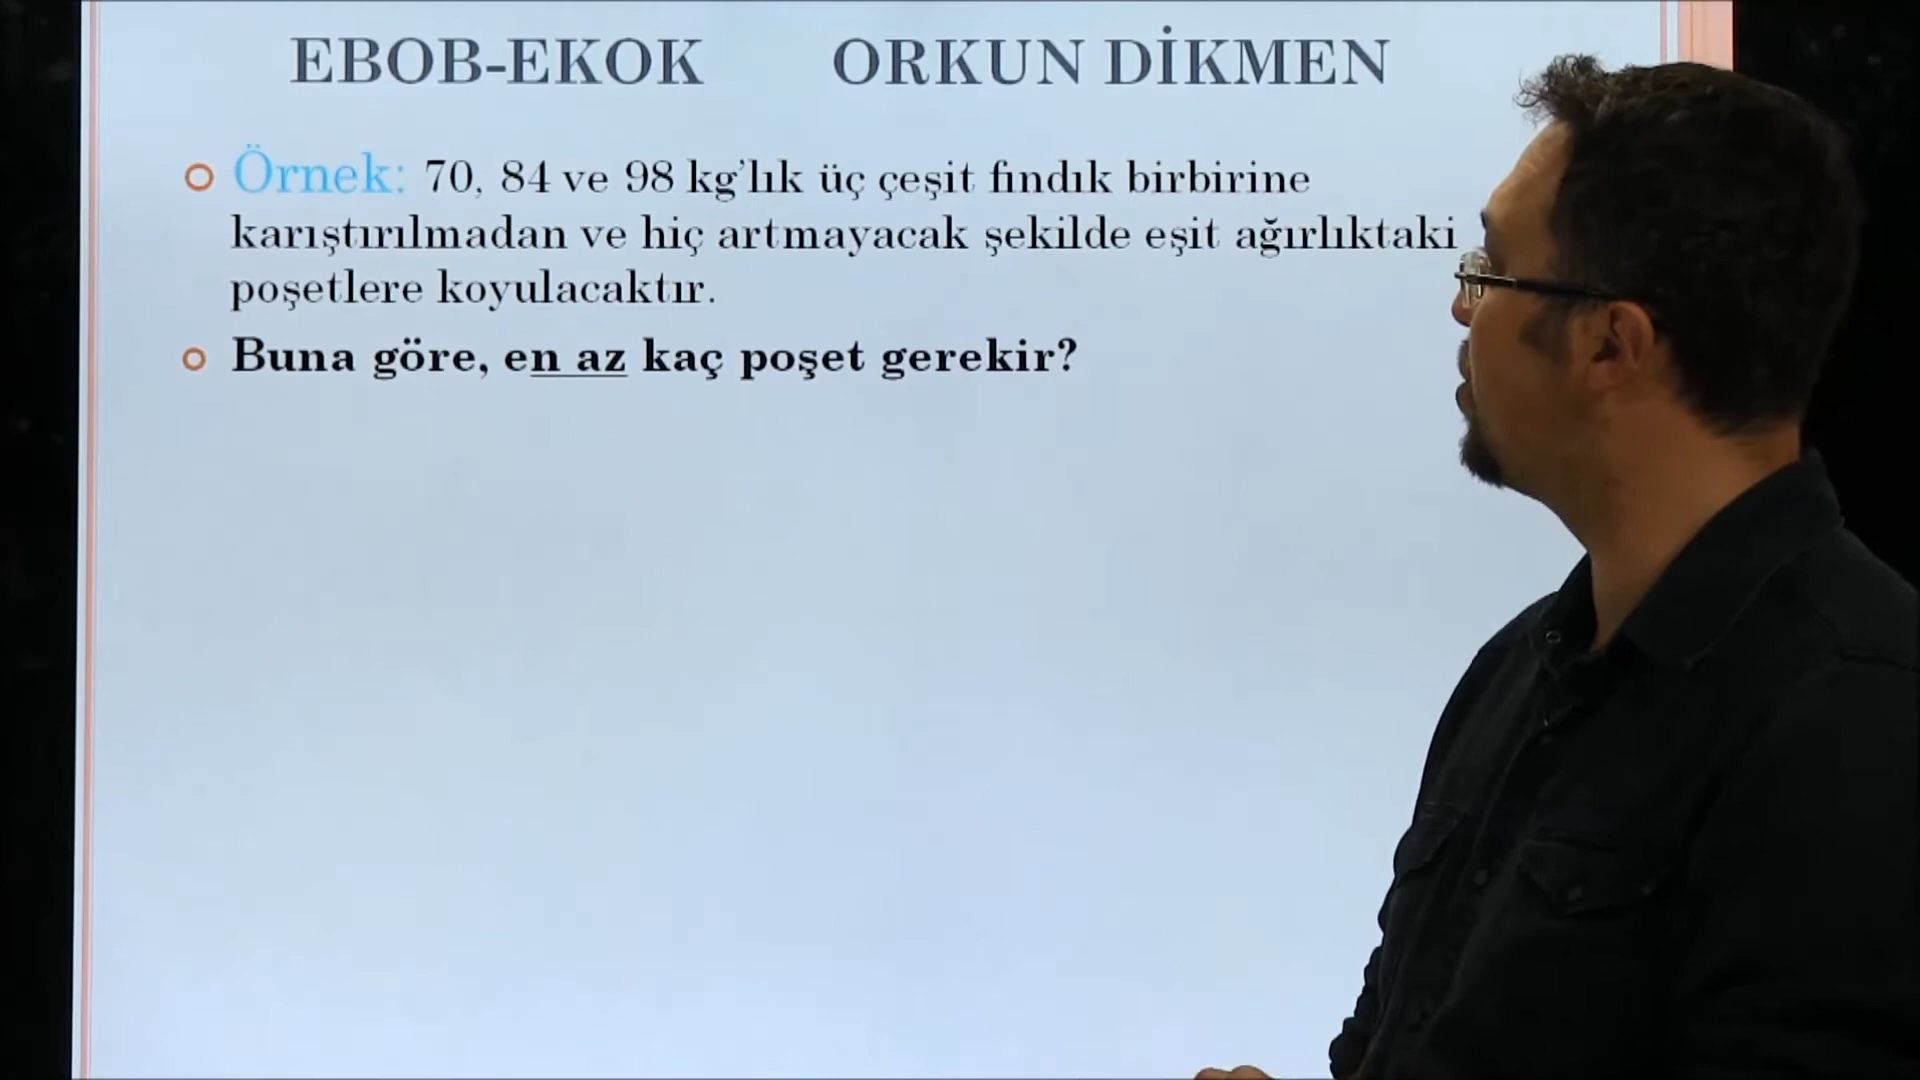 EBOB-EKOK ORKUN DİKMEN
Örnek: 70, 84 ve 98 kg'lık üç çeşit fındık birbirine
karıştırılmadan ve hiç artmayacak şekilde eşit ağırlıktaki
poşetlere koyulacaktır.
Buna göre, en az kaç poşet gerekir?